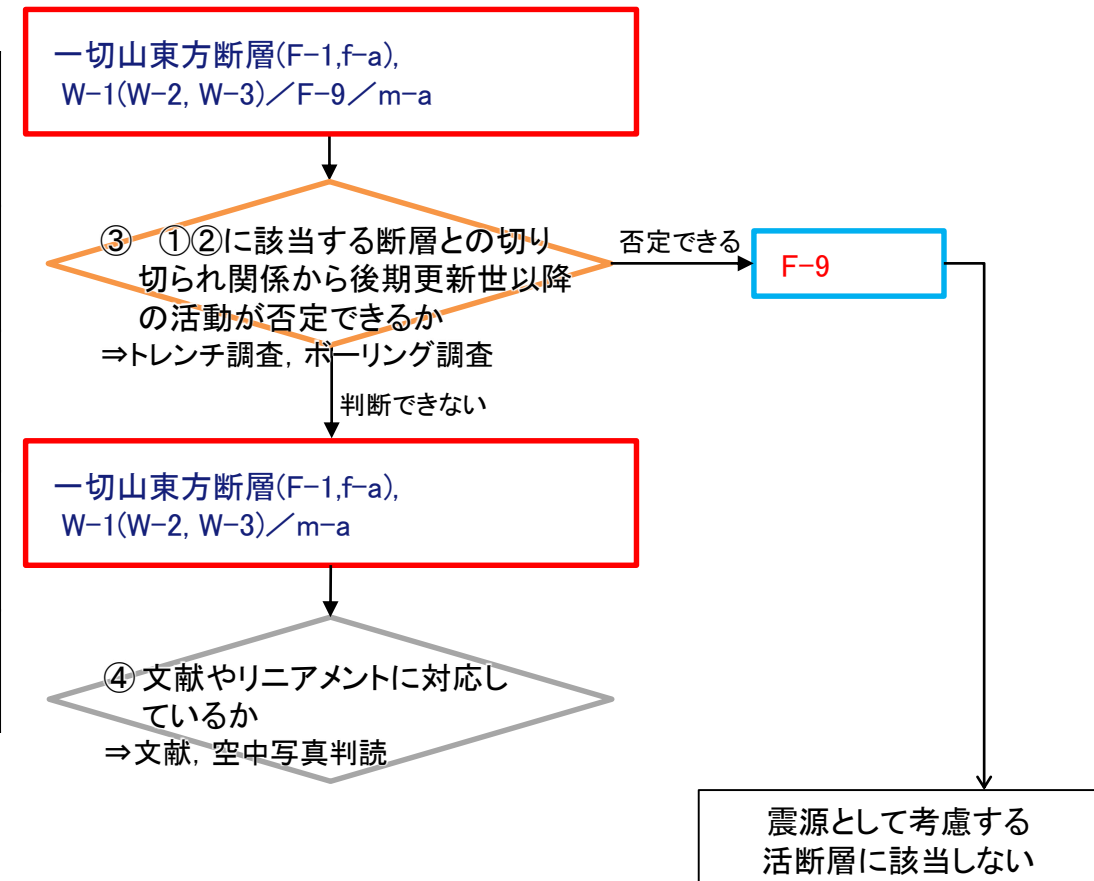 一切山東方断層(F-1,f-a),
W-1(W-2, W-3)／F-9／m-a
③　①②に該当する断層との切り
切られ関係から後期更新世以降
の活動が否定できるか
⇒トレンチ調査, ボーリング調査
否定できる
F-9
判断できない
一切山東方断層(F-1,f-a),
W-1(W-2, W-3)／m-a
④ 文献やリニアメントに対応し
ているか
⇒文献, 空中写真判読
震源として考慮する
活断層に該当しない